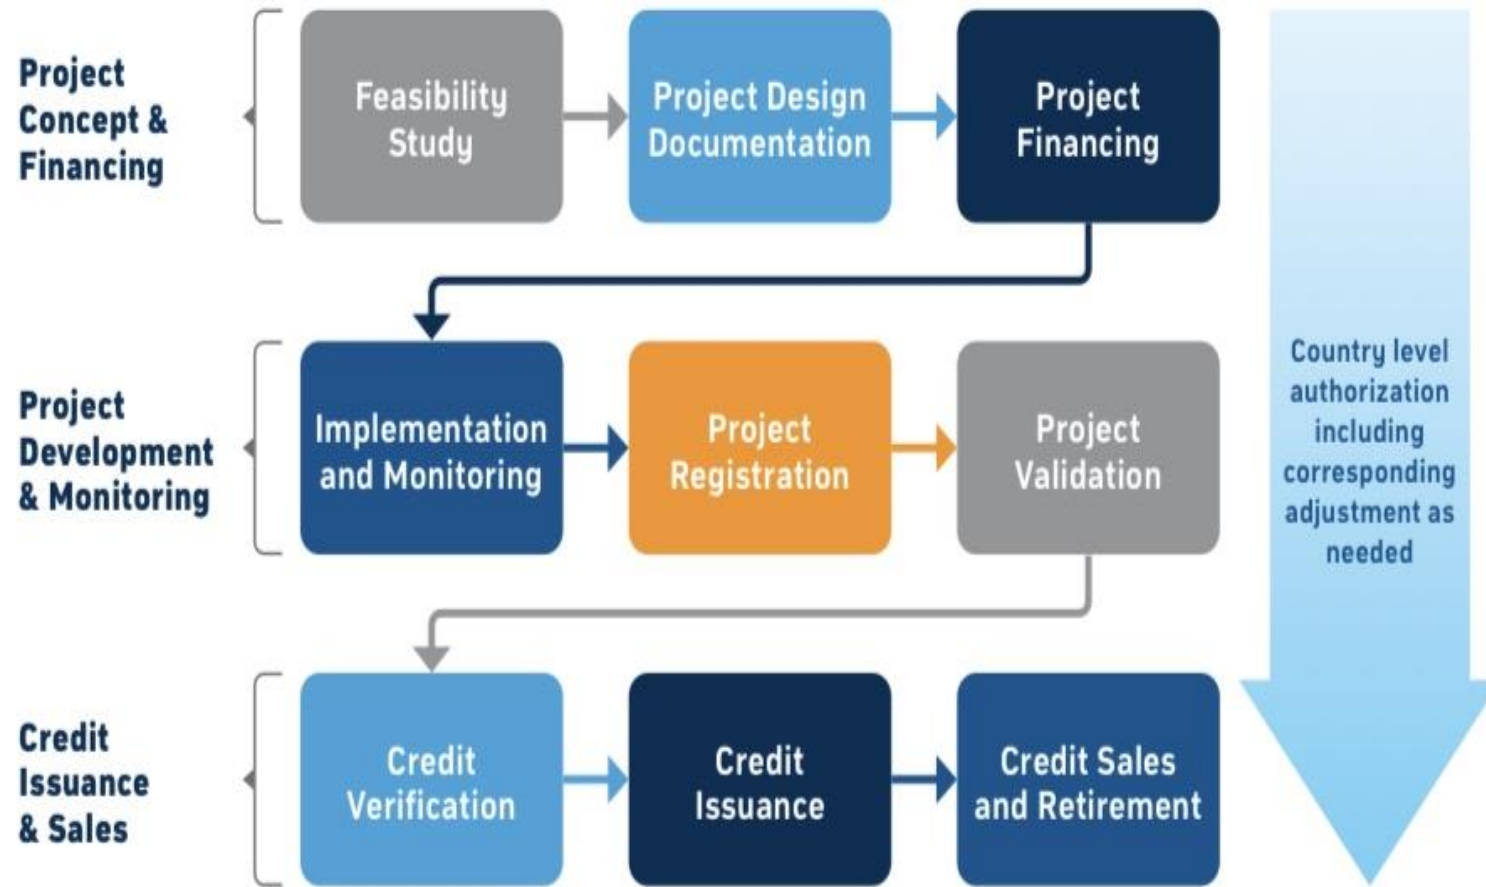 Project
Concept &
Financing
Feasibility
Study
Project Design
Documentation
Project
Financing
Project
Development
& Monitoring
Implementation
and Monitoring
Project
Registration
Project
Validation
Credit
Issuance
& Sales
Credit
Verification
Credit
Issuance
Credit Sales
and Retirement
Country level
authorization
including
corresponding
adjustment as
needed